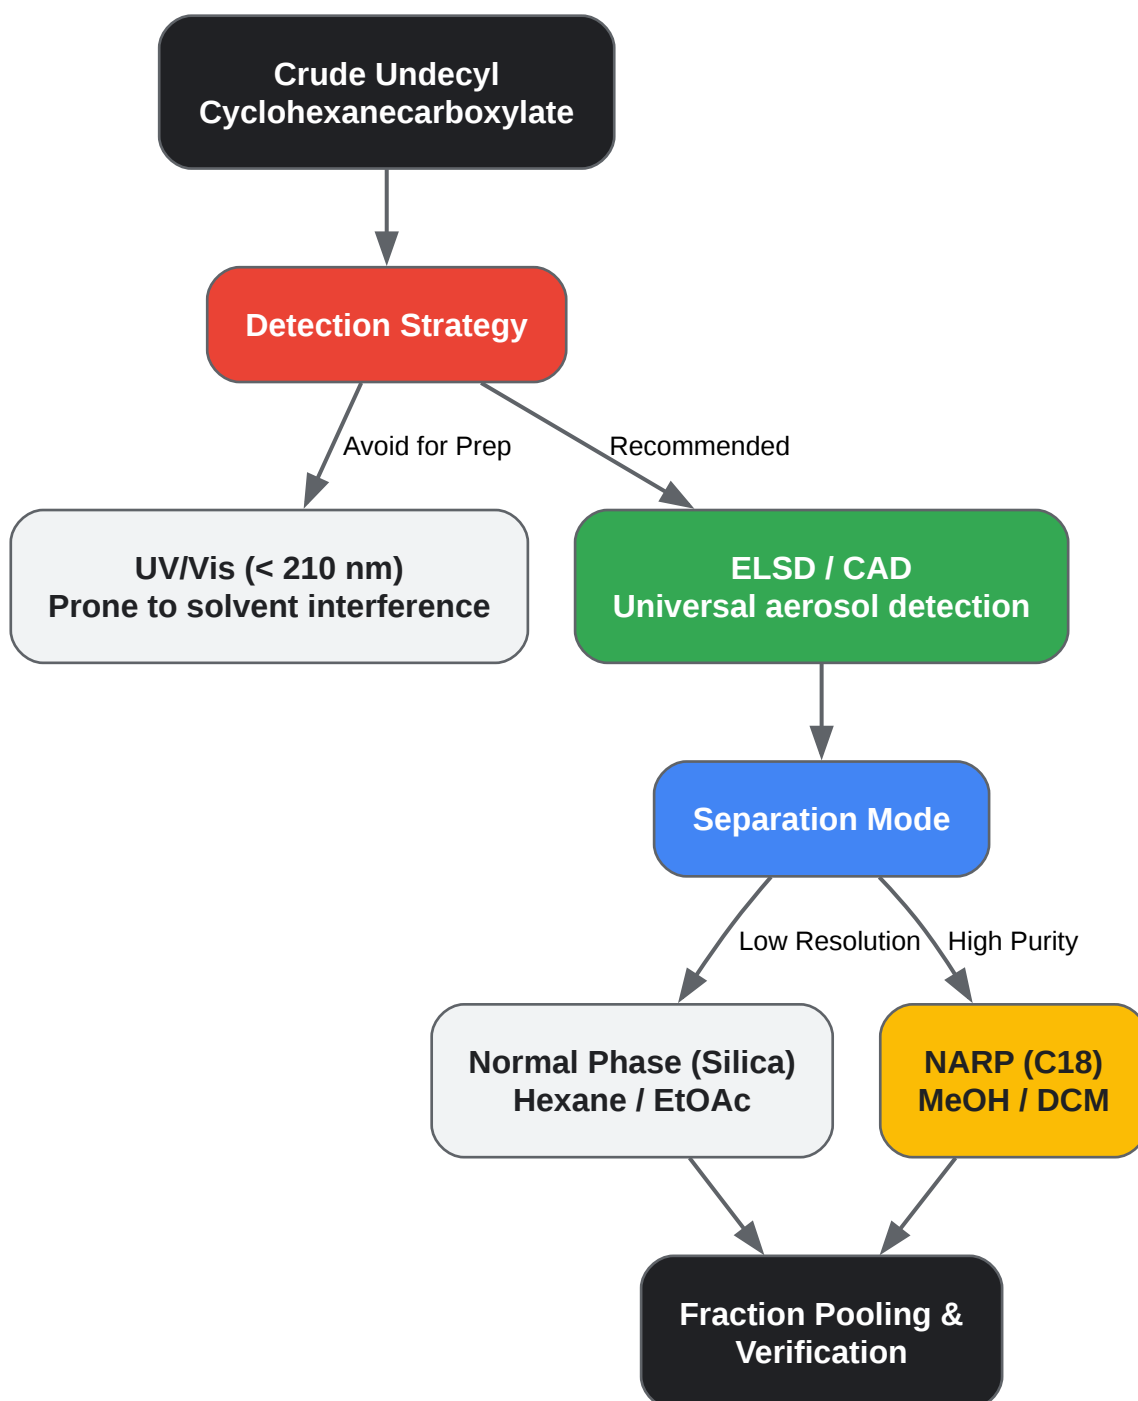 Crude Undecyl
Cyclohexanecarboxylate
Detection Strategy
Avoid for Prep
Recommended
UV/Vis (< 210 nm)
Prone to solvent interference
ELSD / CAD
Universal aerosol detection
Separation Mode
Low Resolution
High Purity
Normal Phase (Silica)
Hexane / EtOAc
NARP (C18)
MeOH / DCM
Fraction Pooling &
Verification